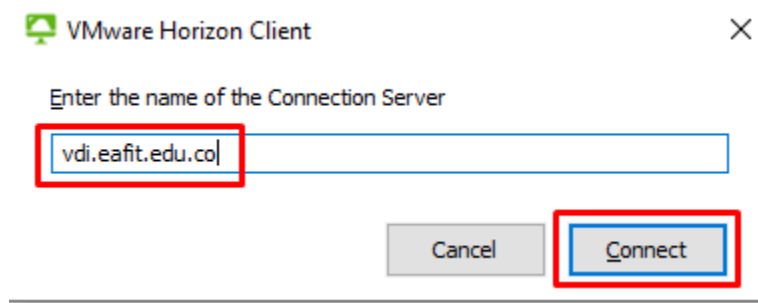 VMware Horizon Client
Enter the name of the Connection Server
vdi.eafit.edu.co
Cancel
Connect